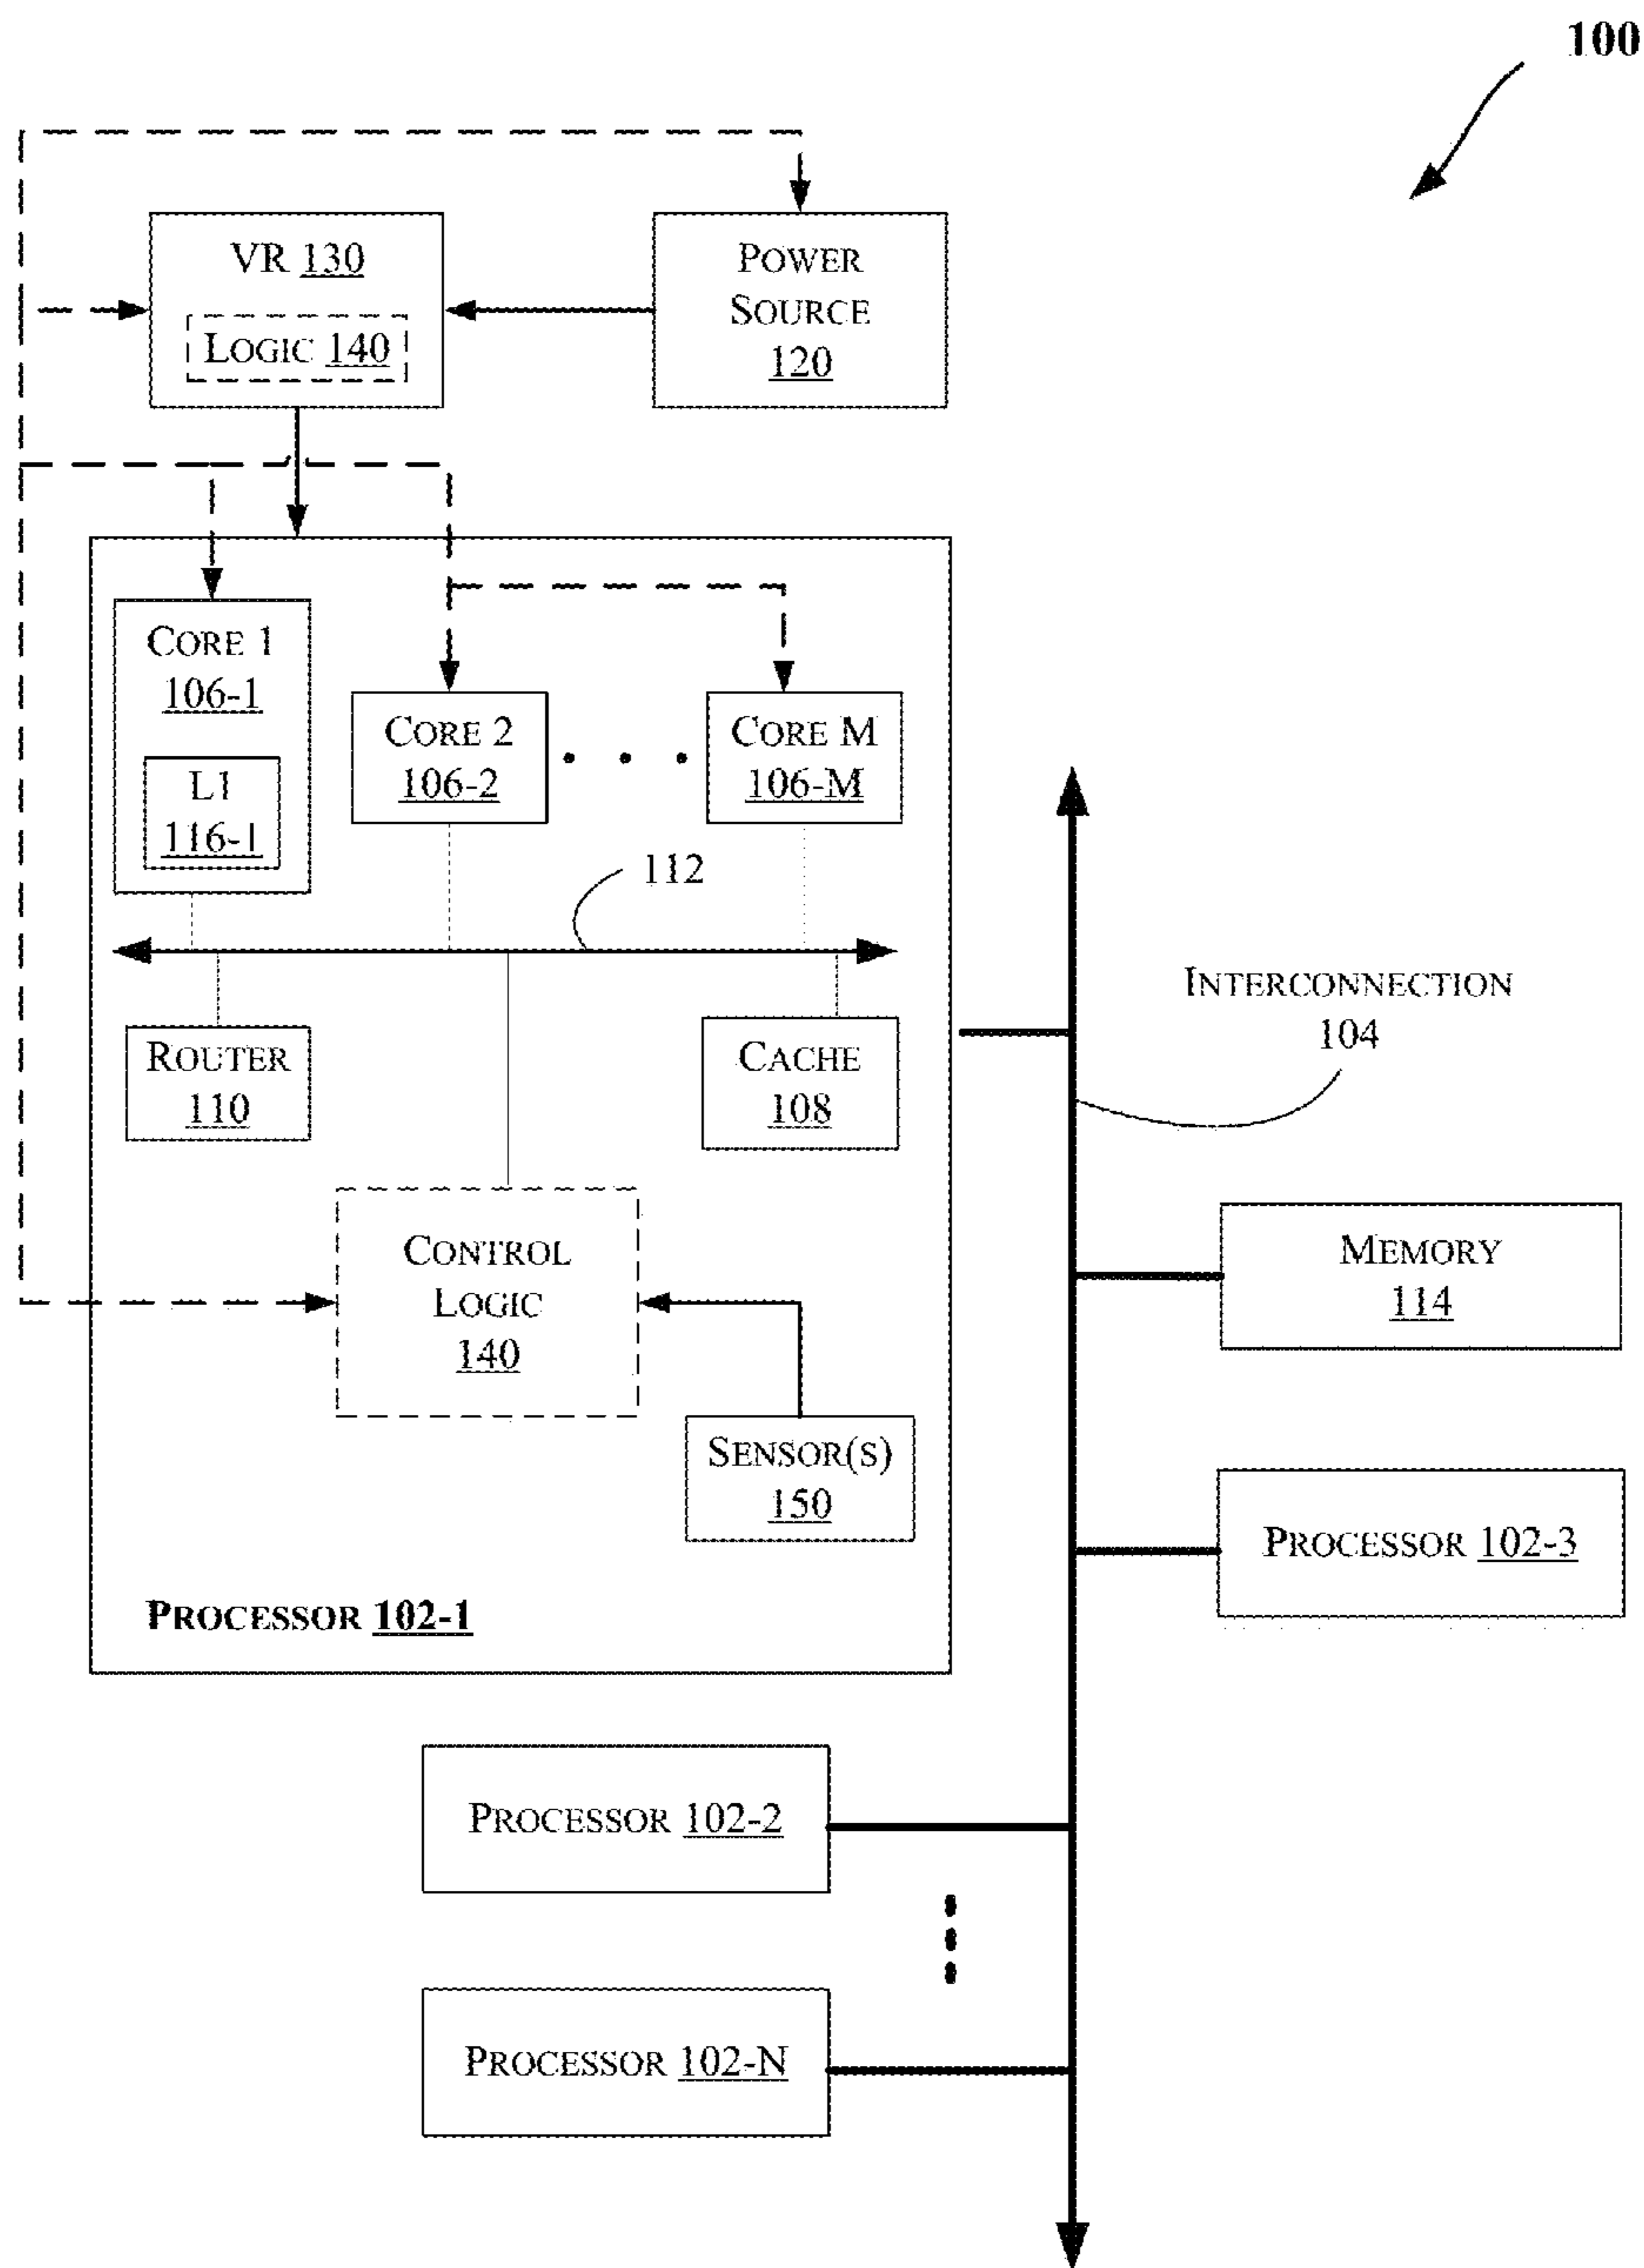 100
VR 130
LOGIC 140
POWER
SOURCE
120
CORE 1
106-1
L1
116-1
CORE 2
106-2
CORE M
106-M
112
ROUTER
110
CACHE
108
INTERCONNECTION
104
CONTROL
LOGIC
140
SENSOR(S)
150
MEMORY
114
PROCESSOR 102-3
PROCESSOR 102-1
PROCESSOR 102-2
PROCESSOR 102-N